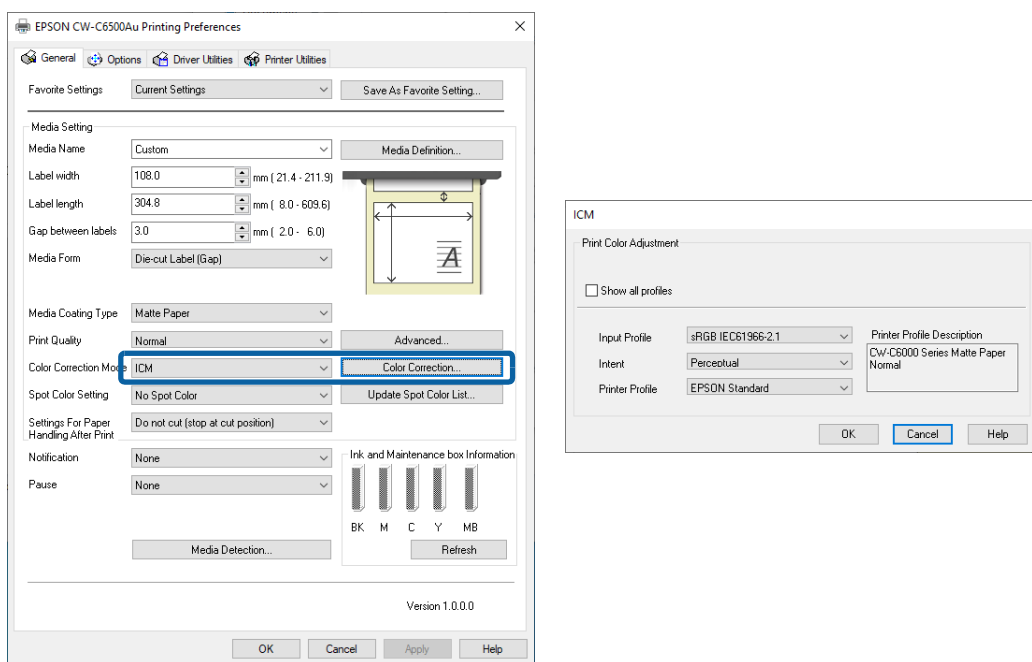 EPSON CW-C6500Au Printing Preferences
General Options Driver Utilities Printer Utilities
Favorite Settings Current Settings Save As Favorite Setting...
Media Setting
Media Name Custom Media Definition...
Label width 108.0 mm ( 21.4 - 211.9)
Label length 304.8 mm ( 8.0 - 609.6)
Gap between labels 3.0 mm ( 2.0 - 6.0)
Media Form Die-cut Label (Gap)
A
Media Coating Type Matte Paper
Print Quality Normal Advanced...
Color Correction Mode ICM Color Correction...
Spot Color Setting No Spot Color Update Spot Color List...
Settings For Paper
Handling After Print
Do not cut (stop at cut position)
Notification None
Pause None
Ink and Maintenance box Information
BK M C Y MB
Media Detection... Refresh
Version 1.0.0.0
OK Cancel Apply Help
ICM
Print Color Adjustment
Show all profiles
Input Profile sRGB IEC61966-2.1
Intent Perceptual
Printer Profile EPSON Standard
Printer Profile Description
CW-C6000 Series Matte Paper
Normal
OK Cancel Help